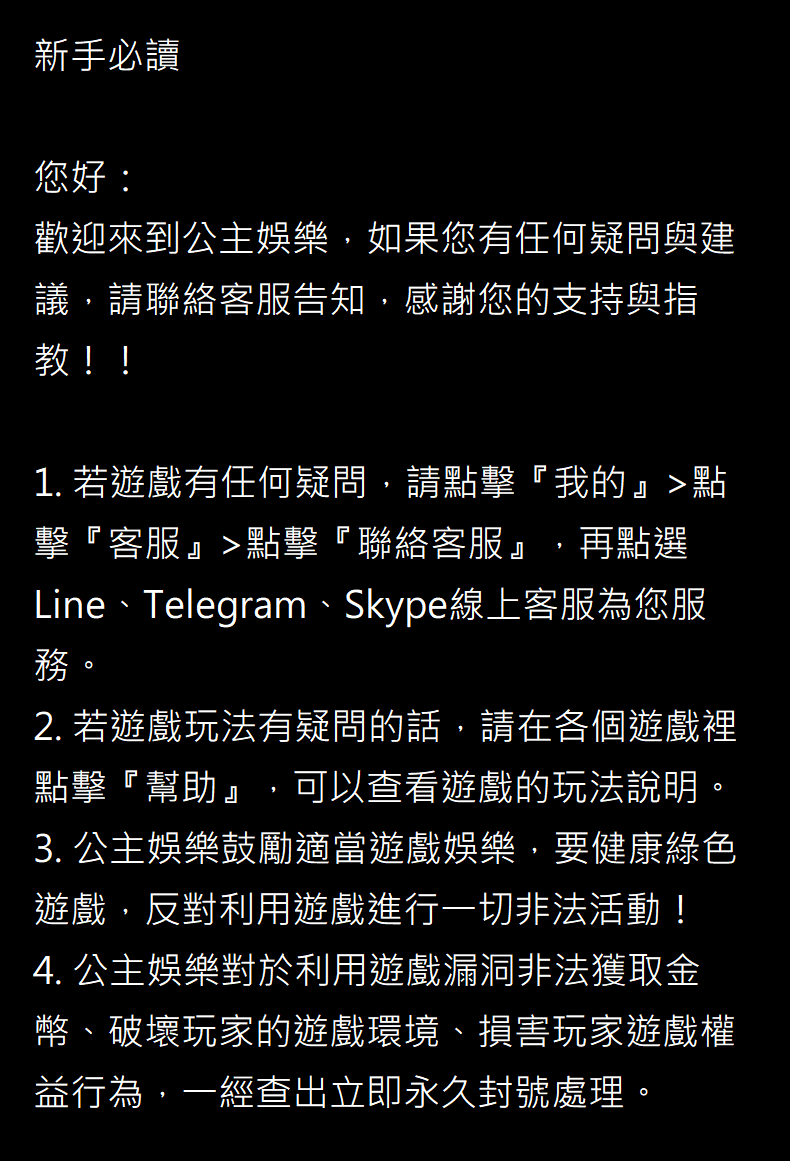 新手必讀
您好：
歡迎來到公主娛樂，如果您有任何疑問與建
議，請聯絡客服告知，感謝您的支持與指
教！！
1. 若遊戲有任何疑問，請點擊『我的』>點
擊『客服』>點擊『聯絡客服』，再點選
Line、Telegram、Skype線上客服為您服
務。
2. 若遊戲玩法有疑問的話，請在各個遊戲裡
點擊『幫助』，可以查看遊戲的玩法說明。
3. 公主娛樂鼓勵適當遊戲娛樂，要健康綠色
遊戲，反對利用遊戲進行一切非法活動！
4. 公主娛樂對於利用遊戲漏洞非法獲取金
幣、破壞玩家的遊戲環境、損害玩家遊戲權
益行為，一經查出立即永久封號處理。